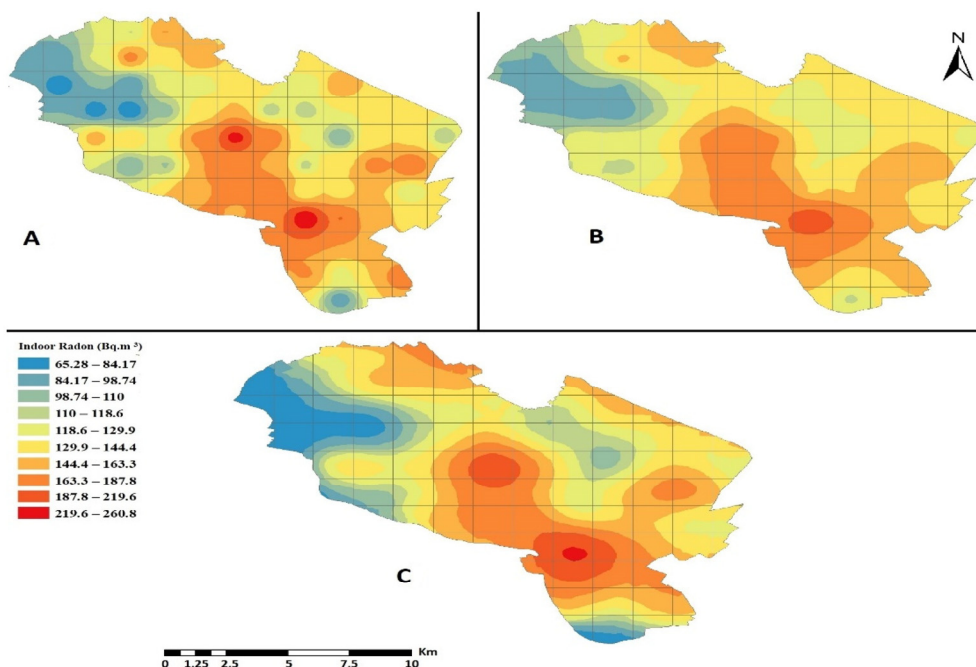 N
A
B
Indoor Radon (Bq.m ³)
65.28 – 84.17
84.17 – 98.74
98.74 – 110
110 – 118.6
118.6 – 129.9
129.9 – 144.4
144.4 – 163.3
163.3 – 187.8
187.8 – 219.6
219.6 – 260.8
C
Km
0 1.25 2.5 5 7.5 10